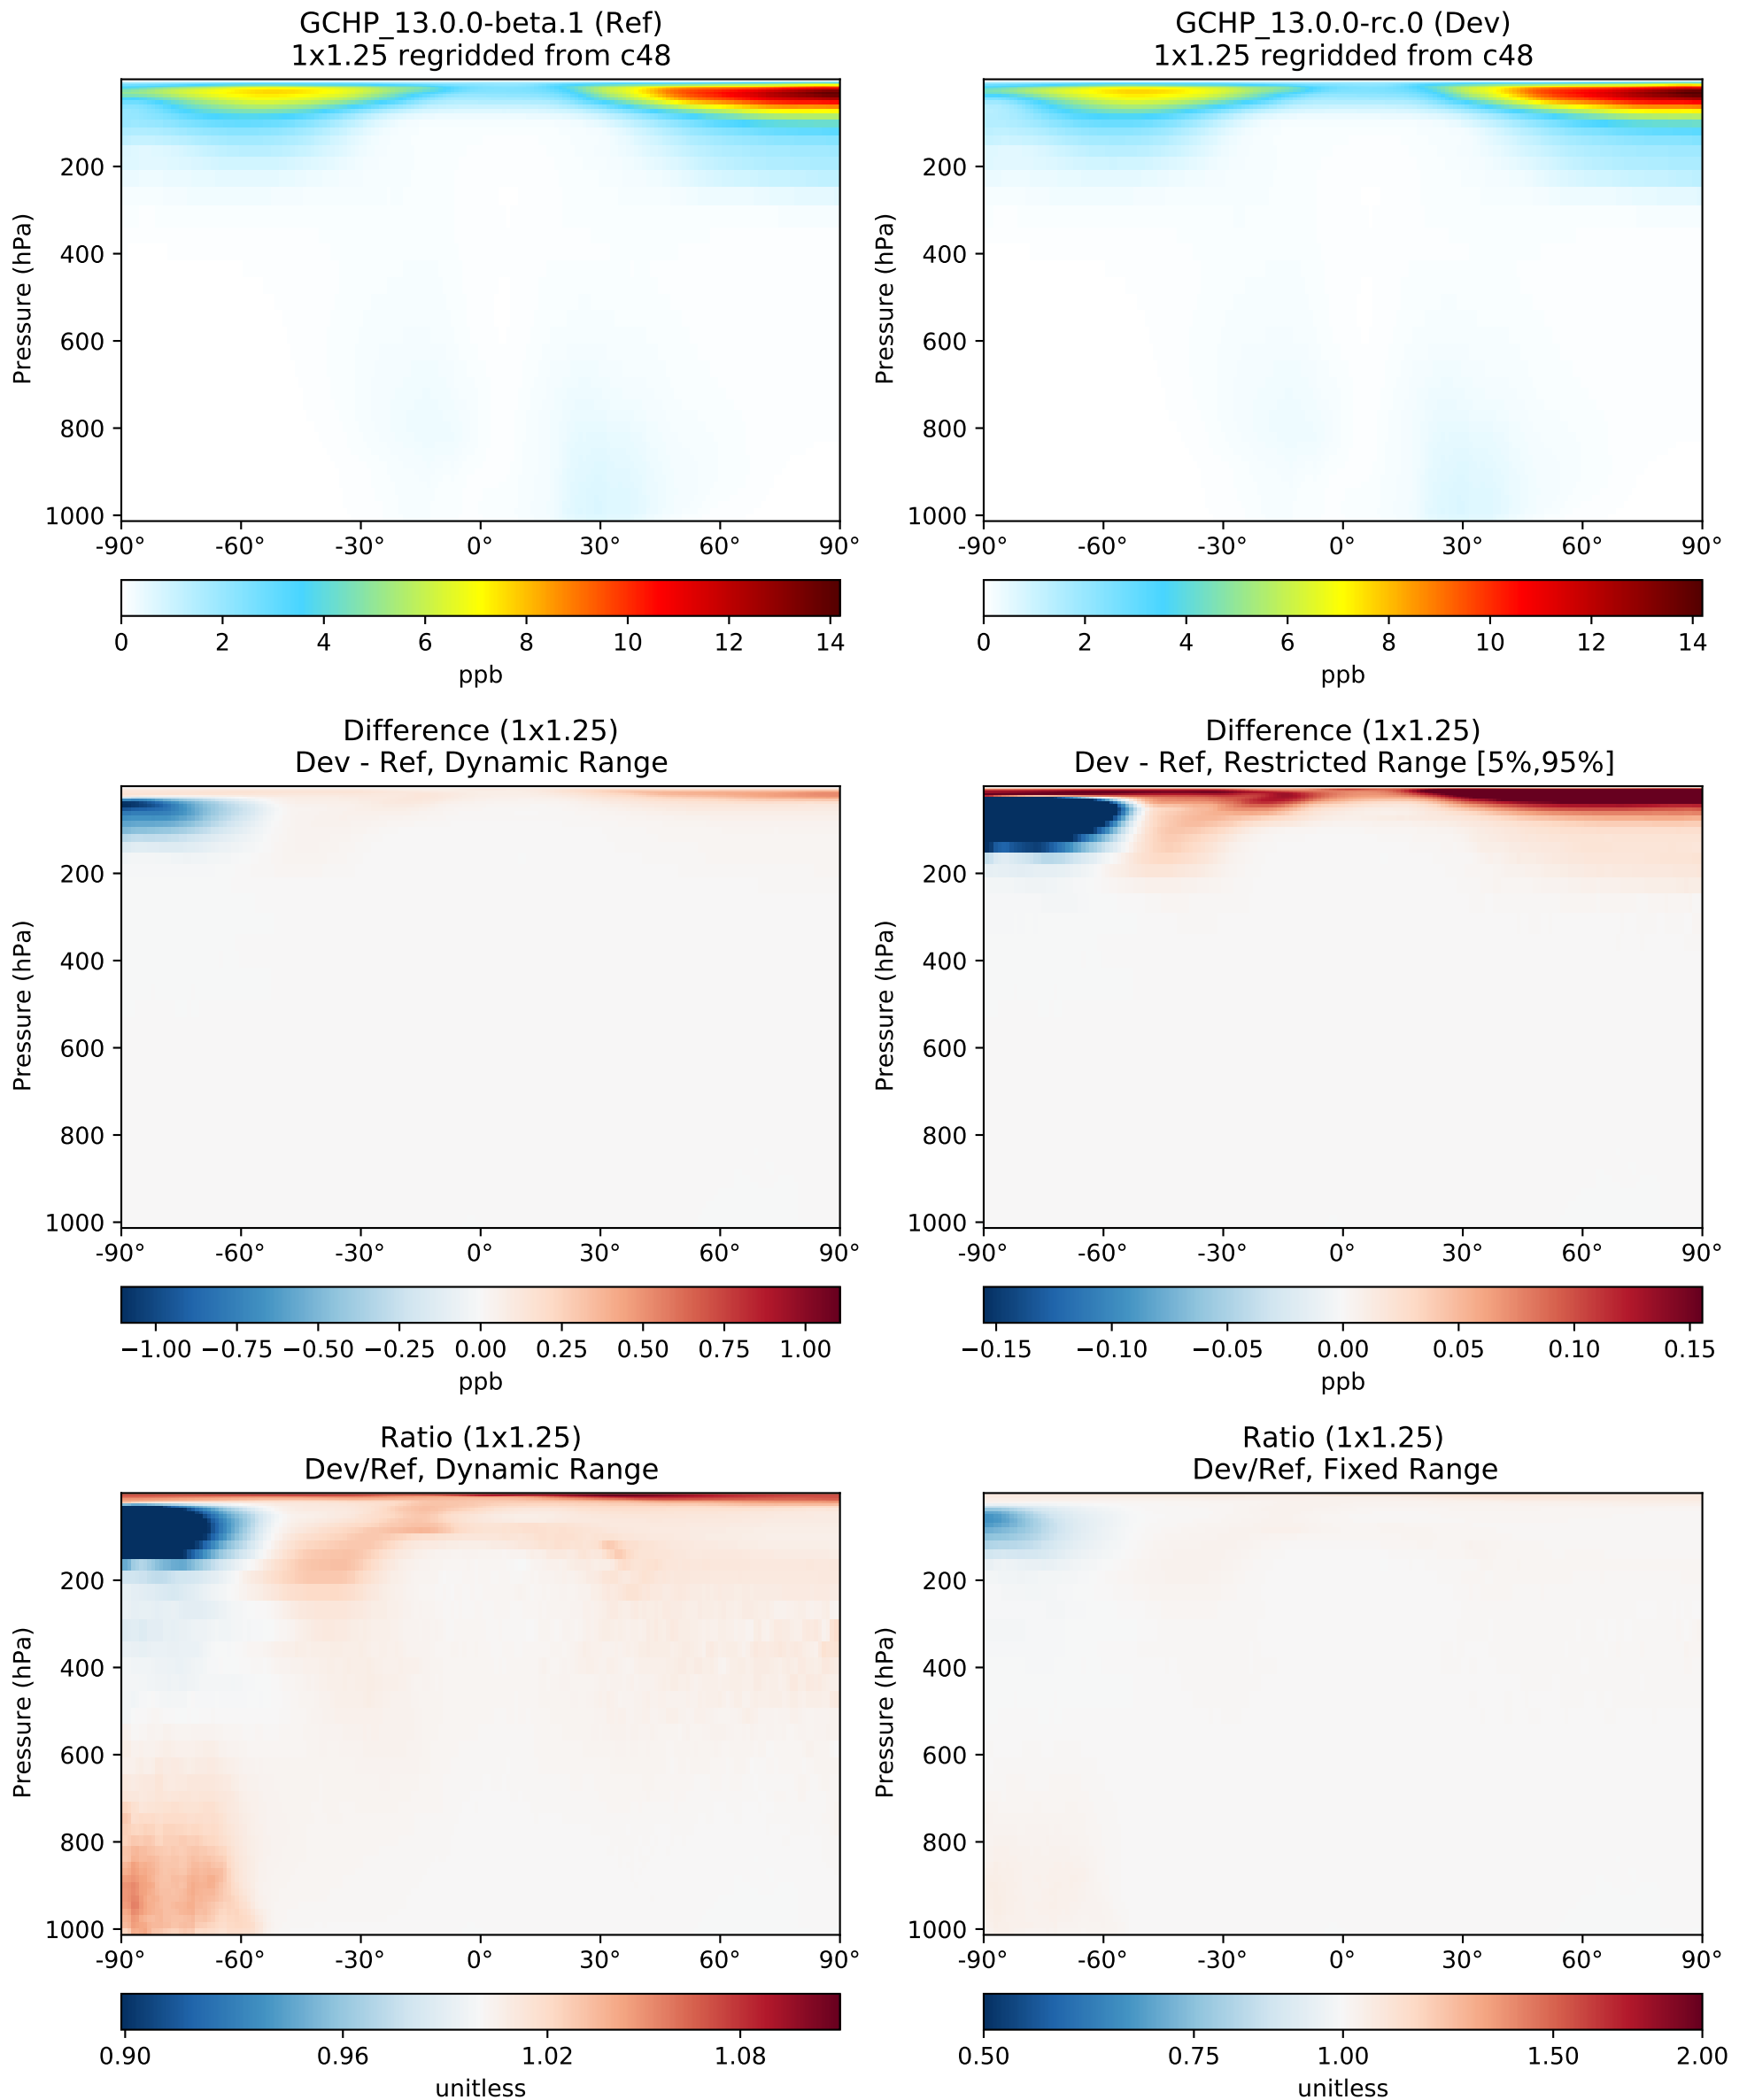 GCHP_13.0.0-beta.1 (Ref)
1x1.25 regridded from c48
Pressure (hPa)
200
400
600
800
1000
-90° -60° -30° 0° 30° 60° 90°
0 2 4 6 8 10 12 14
ppb
GCHP_13.0.0-rc.0 (Dev)
1x1.25 regridded from c48
Pressure (hPa)
200
400
600
800
1000
-90° -60° -30° 0° 30° 60° 90°
0 2 4 6 8 10 12 14
ppb
Difference (1x1.25)
Dev - Ref, Dynamic Range
Pressure (hPa)
200
400
600
800
1000
-90° -60° -30° 0° 30° 60° 90°
−1.00 −0.75 −0.50 −0.25 0.00 0.25 0.50 0.75 1.00
ppb
Difference (1x1.25)
Dev - Ref, Restricted Range [5%,95%]
Pressure (hPa)
200
400
600
800
1000
-90° -60° -30° 0° 30° 60° 90°
−0.15 −0.10 −0.05 0.00 0.05 0.10 0.15
ppb
Ratio (1x1.25)
Dev/Ref, Dynamic Range
Pressure (hPa)
200
400
600
800
1000
-90° -60° -30° 0° 30° 60° 90°
0.90 0.96 1.02 1.08
unitless
Ratio (1x1.25)
Dev/Ref, Fixed Range
Pressure (hPa)
200
400
600
800
1000
-90° -60° -30° 0° 30° 60° 90°
0.50 0.75 1.00 1.50 2.00
unitless